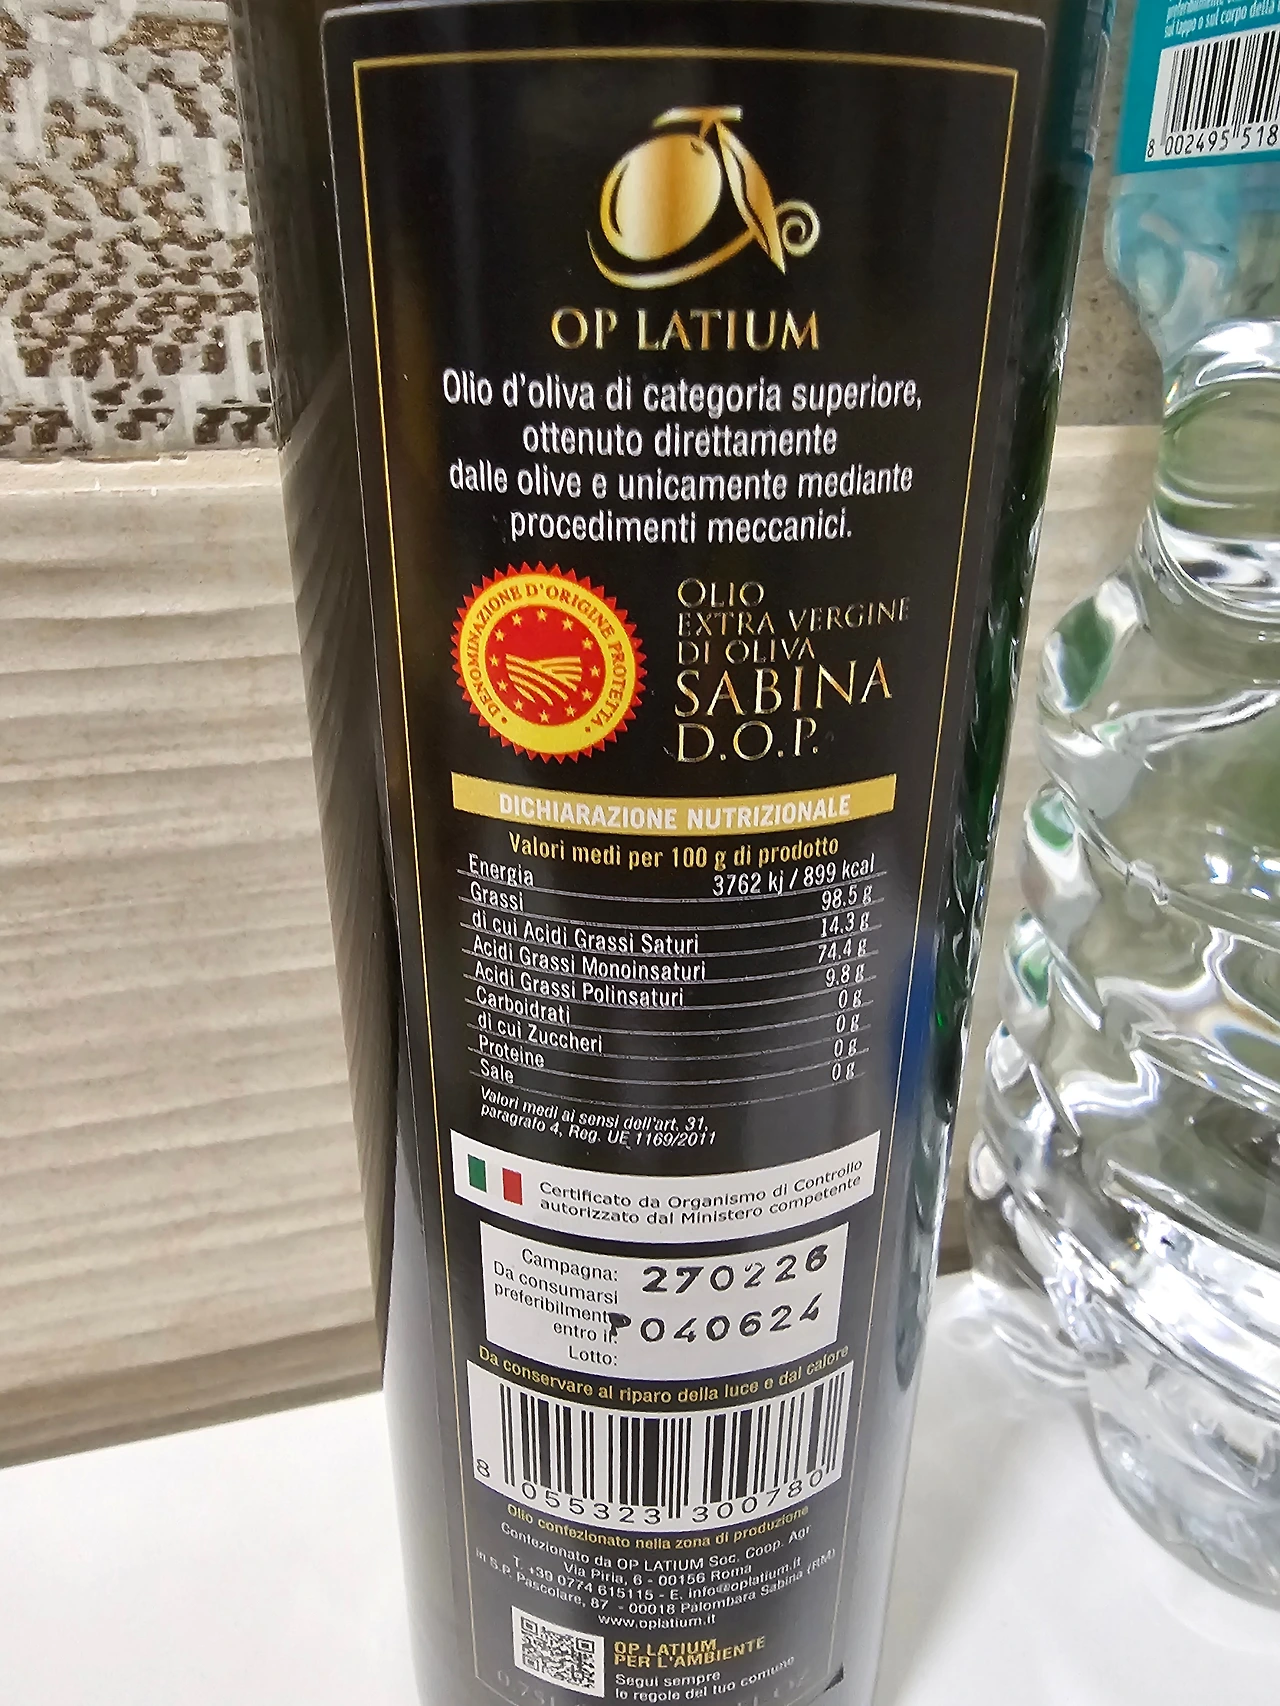 preferibilmente
sul tappo o sul corpo della
8 002495 518
OP LATIUM
Olio d'oliva di categoria superiore,
ottenuto direttamente
dalle olive e unicamente mediante
procedimenti meccanici.
DENOMINAZIONE D'ORIGINE PROTETTA
OLIO
EXTRA VERGINE
DI OLIVA
SABINA
D.O.P.
DICHIARAZIONE NUTRIZIONALE
Valori medi per 100 g di prodotto
Energia 3762 kj / 899 kcal
Grassi 98.5 g
di cui Acidi Grassi Saturi 14.3 g
Acidi Grassi Monoinsaturi 74.4 g
Acidi Grassi Polinsaturi 9.8 g
Carboidrati 0 g
di cui Zuccheri 0 g
Proteine 0 g
Sale 0 g
Valori medi ai sensi dell'art. 31,
paragrafo 4, Reg. UE 1169/2011
Certificato da Organismo di Controllo
autorizzato dal Ministero competente
Campagna:
Da consumarsi 270226
preferibilmente
entro il: P040624
Lotto:
Da conservare al riparo della luce e dal calore
8 055323 300780
Olio confezionato nella zona di produzione
Confezionato da OP LATIUM Soc. Coop. Agr
Via Piria, 6 - 00156 Roma
T. +39 0774 615115 - E. info@oplatium.it
in S.P. Pascolare, 87 - 00018 Palombara Sabina (RM)
www.oplatium.it
OP LATIUM
PER L'AMBIENTE
Segui sempre
le regole del tuo comune